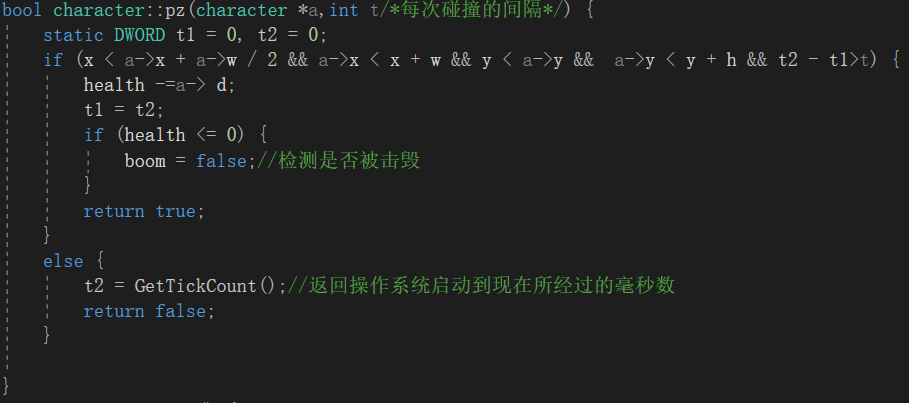 bool character::pz(character *a,int t/*每次碰撞的间隔*/) {
static DWORD t1 = 0, t2 = 0;
if (x < a->x + a->w / 2 && a->x < x + w && y < a->y &&  a->y < y + h && t2 - t1>t) {
health -=a-> d;
t1 = t2;
if (health <= 0) {
boom = false;//检测是否被击毁
}
return true;
}
else {
t2 = GetTickCount();//返回操作系统启动到现在所经过的毫秒数
return false;
}
}